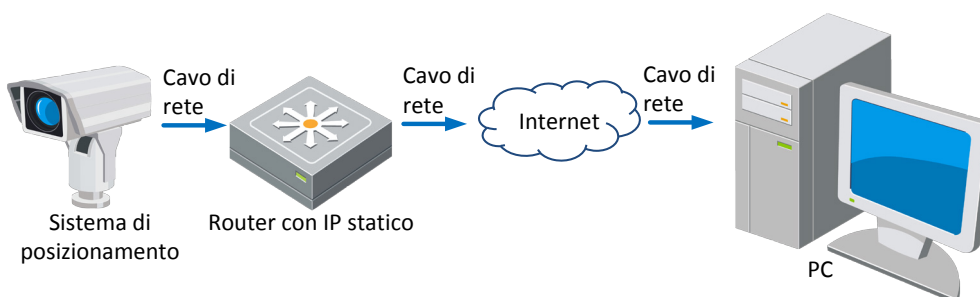 Cavo di
rete
Cavo di
rete
Internet
Cavo di
rete
Sistema di
posizionamento
Router con IP statico
PC